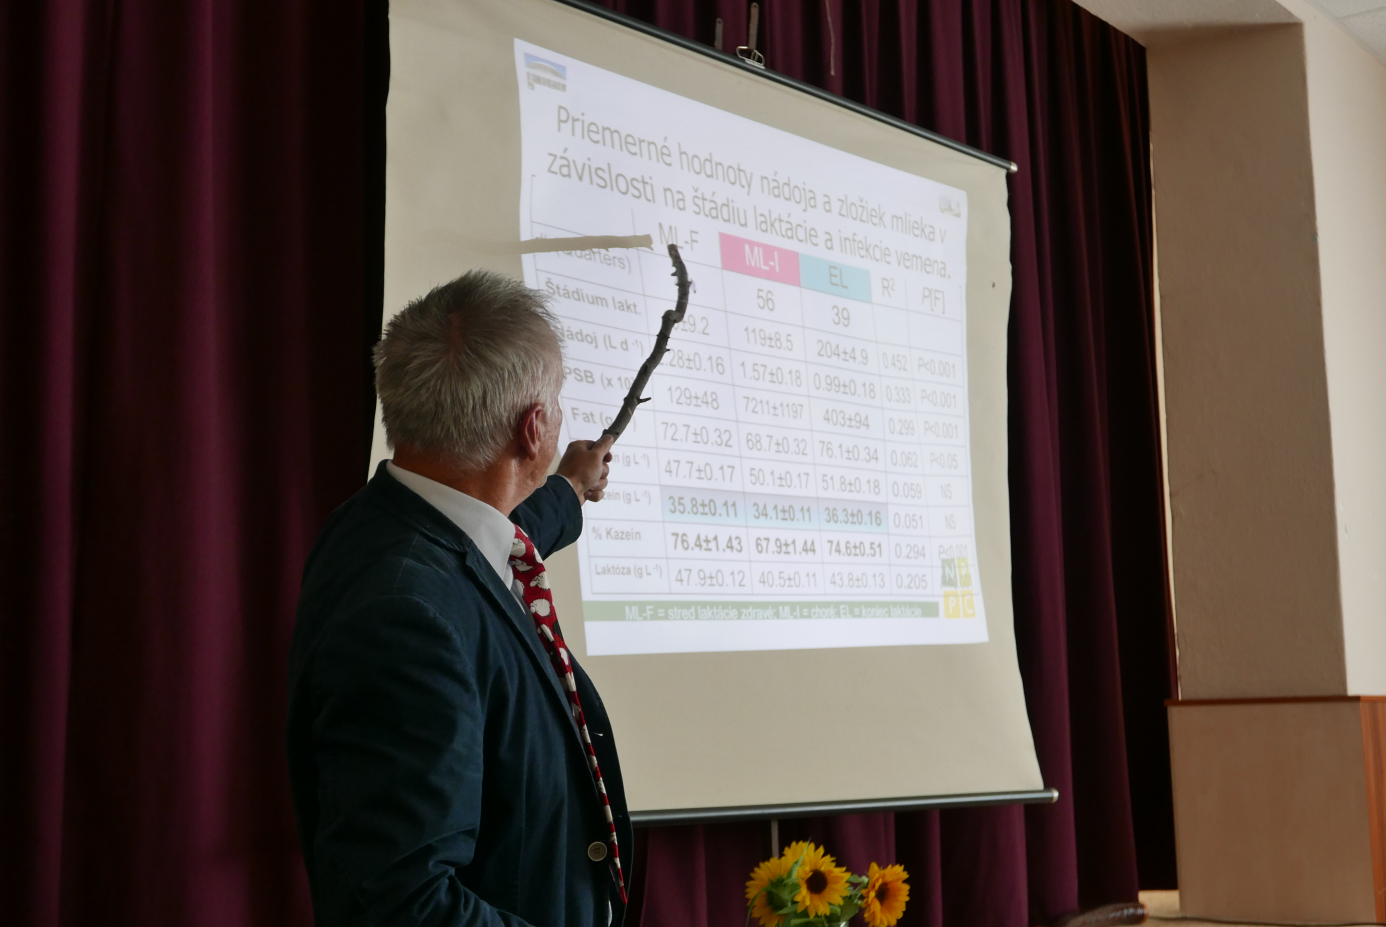 Priemerné hodnoty nádoja a zložiek mlieka v
závislosti na štádiu laktácie a infekcie vemena.
ML-F ML-I EL R² P[F]
(Quarters) 56 39
Štádium lakt. 119±8.5 204±4.9 0.452 P<0.001
(L d⁻¹) 1.57±0.18 0.99±0.18 0.333 P<0.001
PSB 129±48 7211±1197 403±94 0.299 P<0.001
Fat 72.7±0.32 68.7±0.32 76.1±0.34 0.062 P<0.05
(g L⁻¹) 47.7±0.17 50.1±0.17 51.8±0.18 0.059 NS
(g L⁻¹) 35.8±0.11 34.1±0.11 36.3±0.16 0.051 NS
% Kazein 76.4±1.43 67.9±1.44 74.6±0.51 0.294
Laktóza (g L⁻¹) 47.9±0.12 40.5±0.11 43.8±0.13 0.205
ML-F = stred laktácie zdravé; ML-I = choré; EL = koniec laktácie